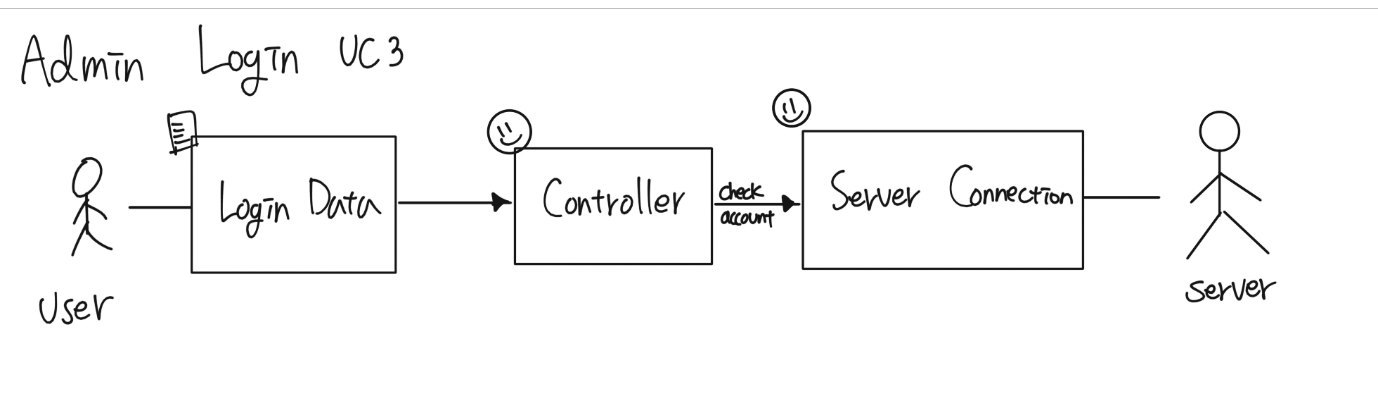 Admin Login UC3
Login Data
Controller
check
account
Server Connection
User
server